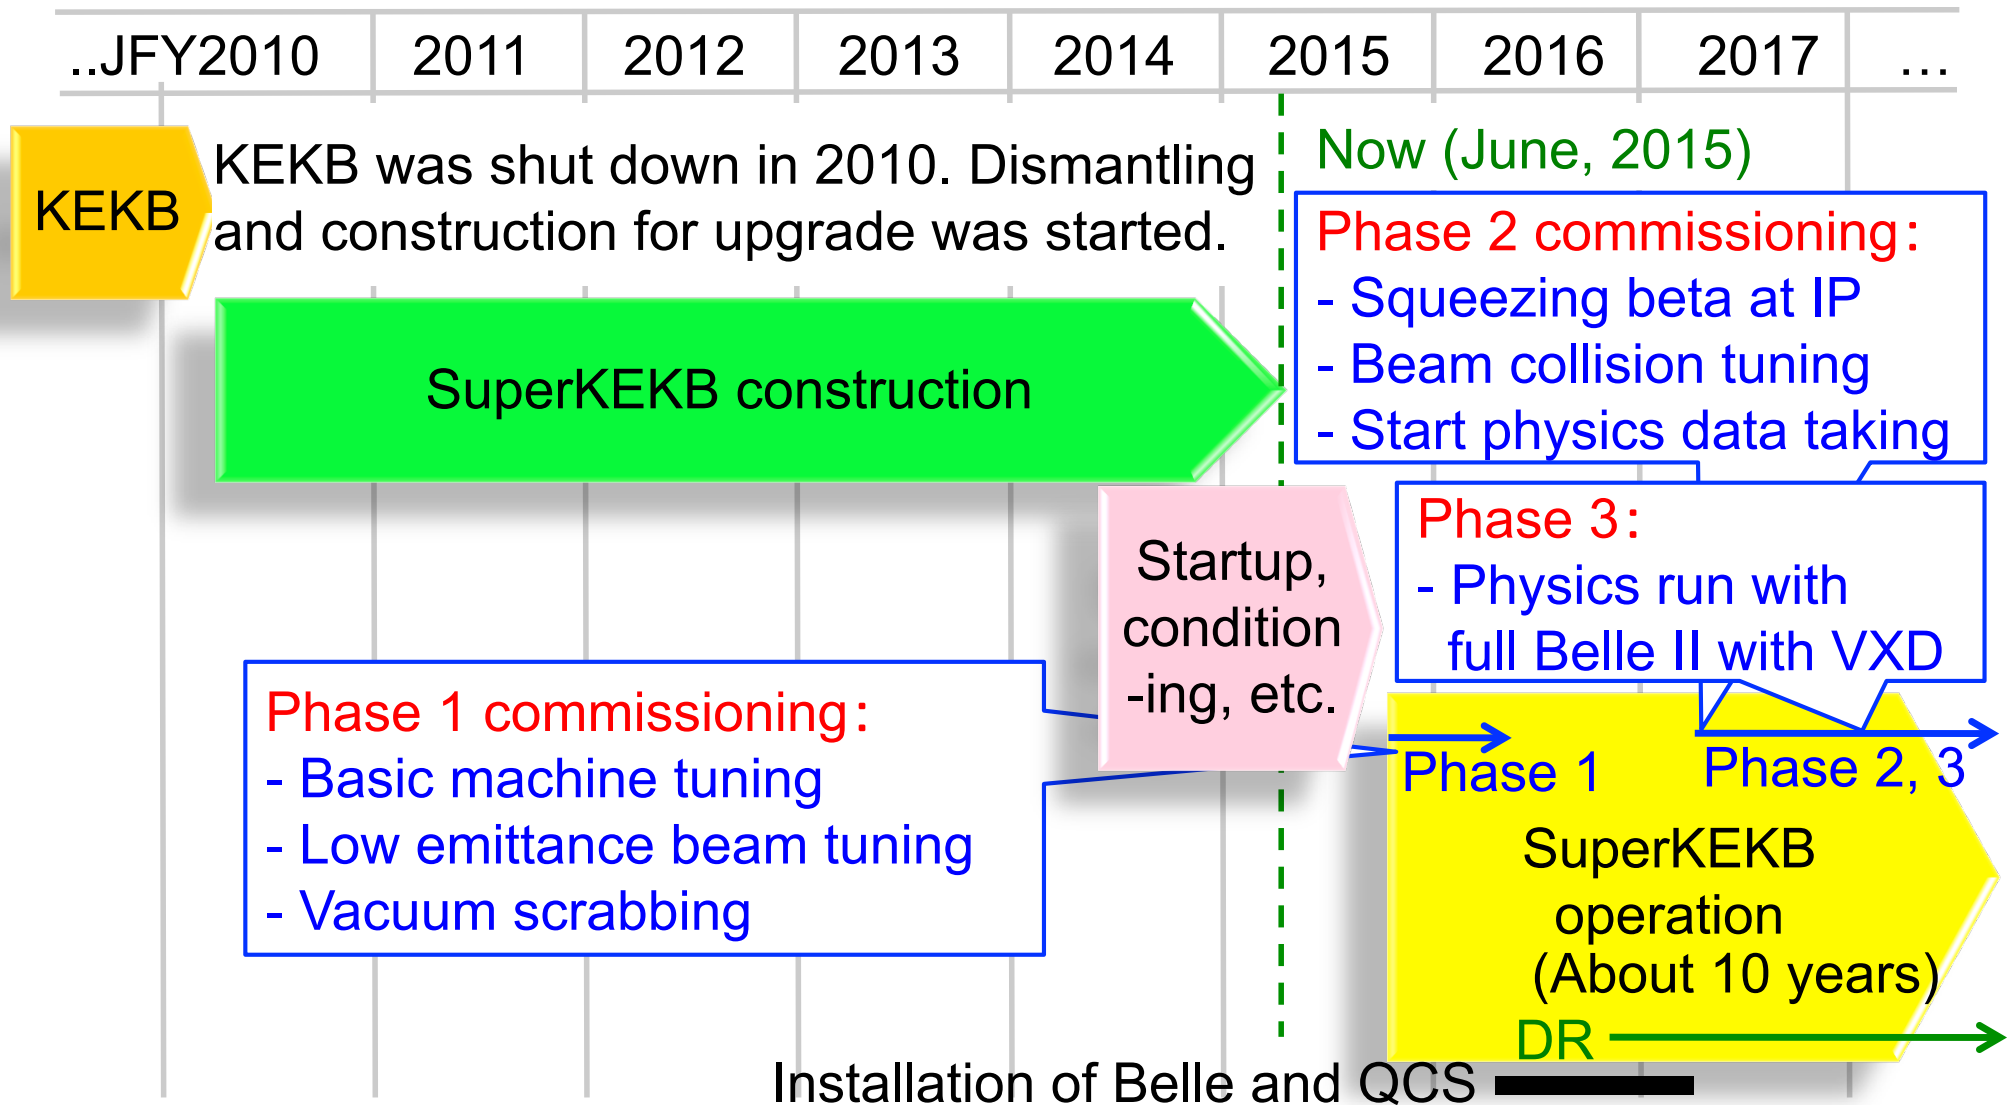 ..JFY2010 2011 2012 2013 2014 2015 2016 2017 ...
KEKB
KEKB was shut down in 2010. Dismantling
and construction for upgrade was started.
Now (June, 2015)
Phase 2 commissioning:
- Squeezing beta at IP
- Beam collision tuning
- Start physics data taking
SuperKEKB construction
Startup,
condition
-ing, etc.
Phase 3:
- Physics run with
full Belle II with VXD
Phase 1 commissioning:
- Basic machine tuning
- Low emittance beam tuning
- Vacuum scrabbing
Phase 1
Phase 2, 3
SuperKEKB
operation
(About 10 years)
DR
Installation of Belle and QCS